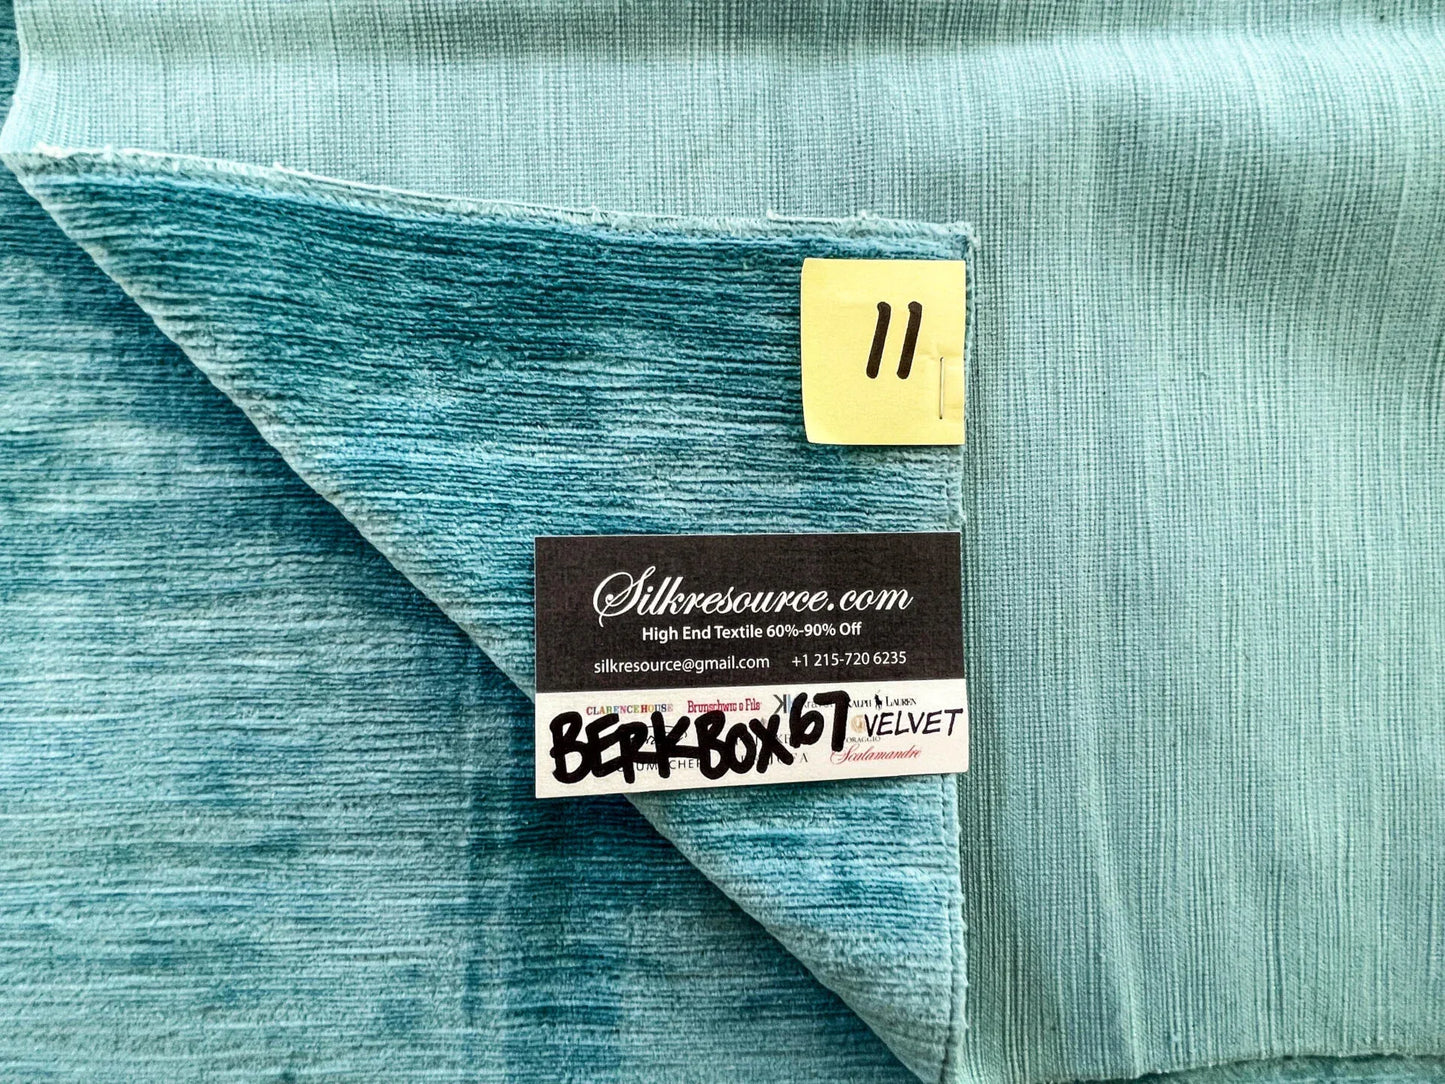 11
Silkresource.com
High End Textile 60%-90% Off
silkresource@gmail.com +1 215-720 6235
CLARENCE HOUSE Brunschwig & Fils RALPH LAUREN
BERKBOX67 VELVET
Scalamandre